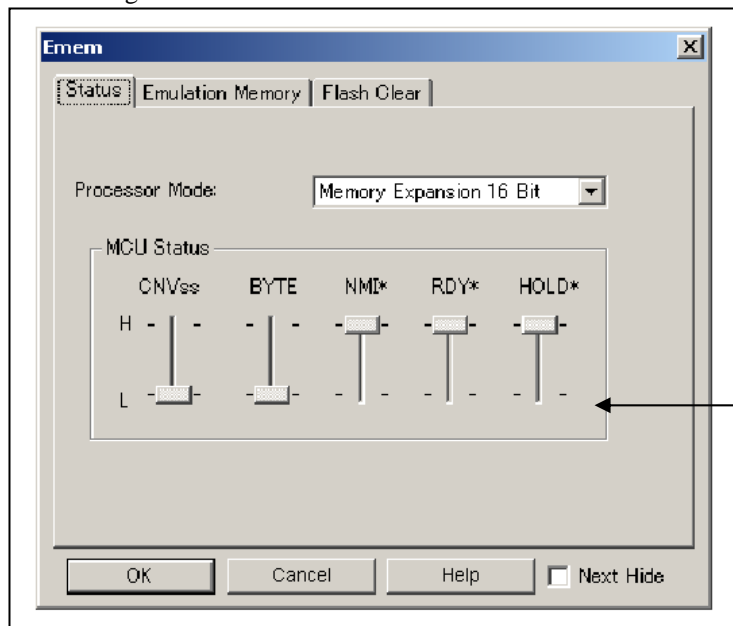 Emem
Status Emulation Memory Flash Clear
Processor Mode: Memory Expansion 16 Bit
MCU Status
CNVss BYTE NMI* RDY* HOLD*
H
L
OK Cancel Help Next Hide